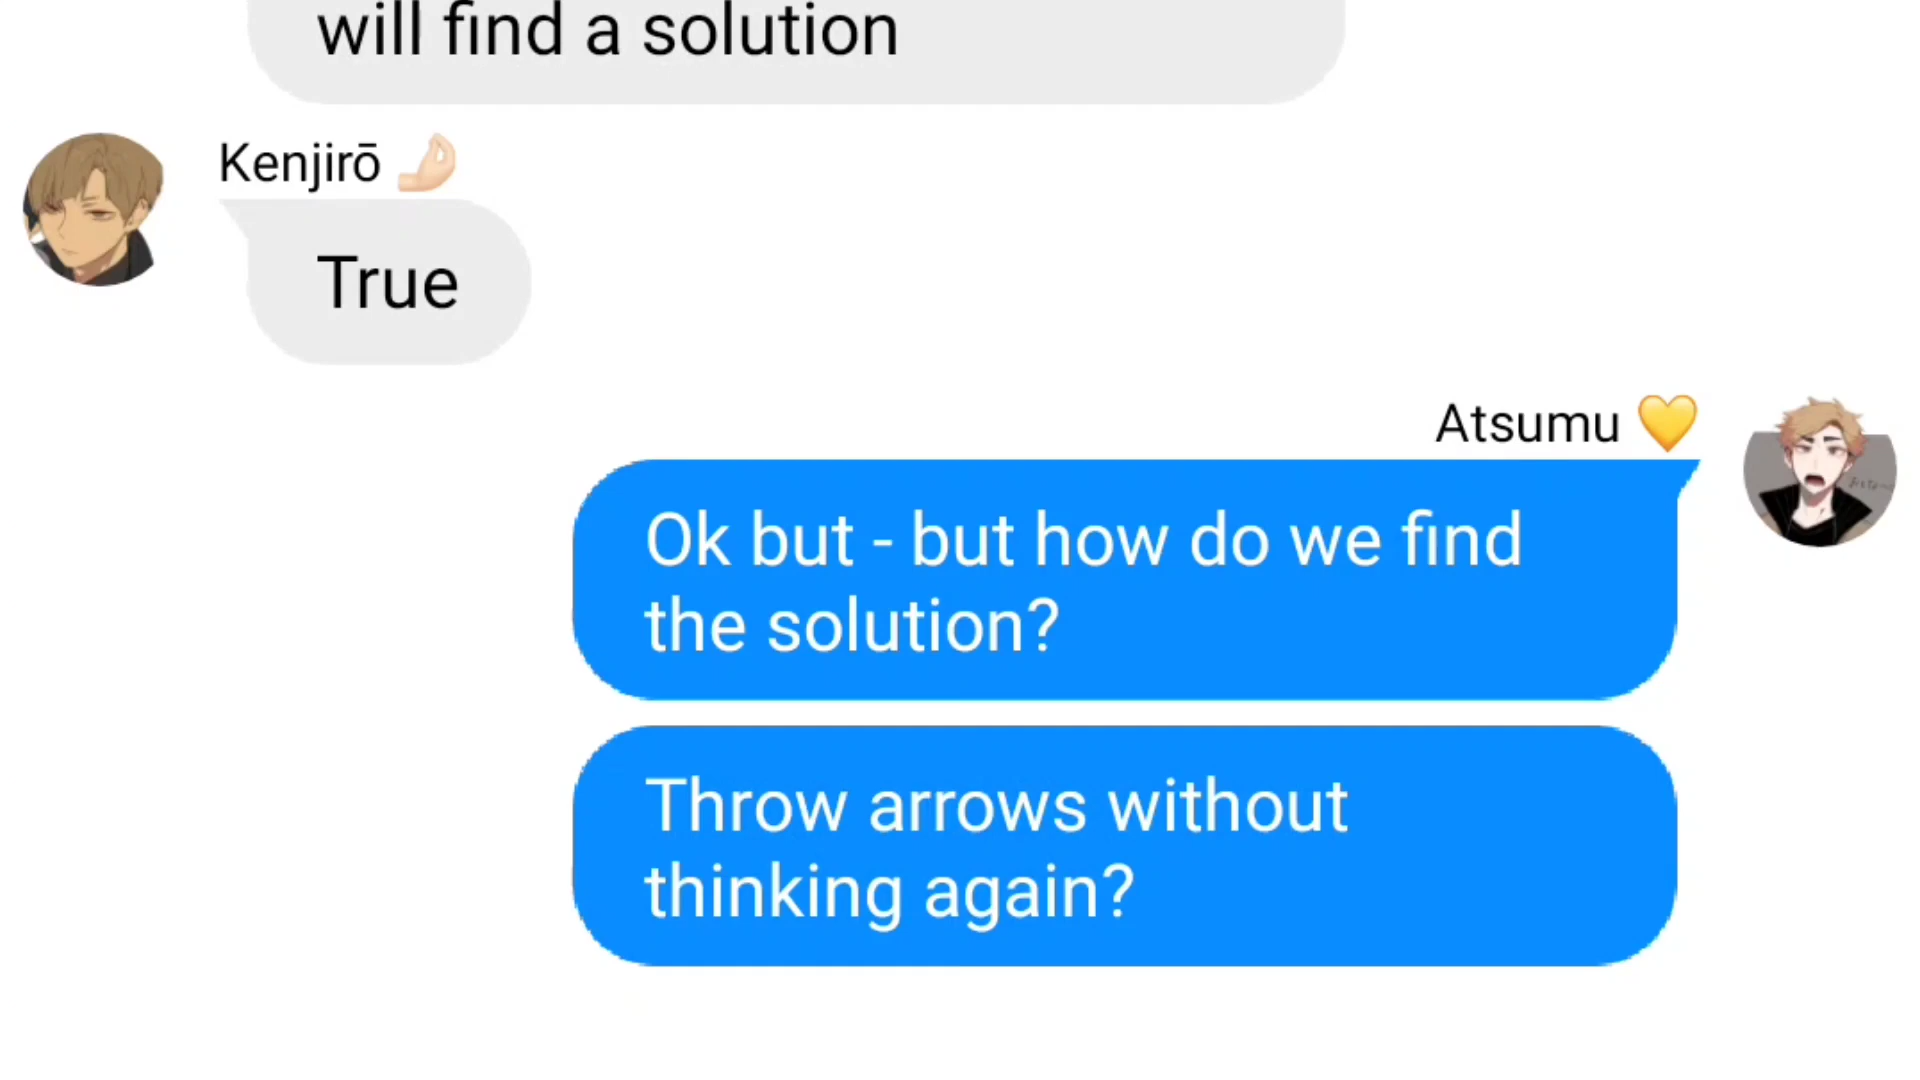 will find a solution
Kenjirō 🤌🏻
True
Atsumu 💛
Ok but - but how do we find
the solution?
Throw arrows without
thinking again?